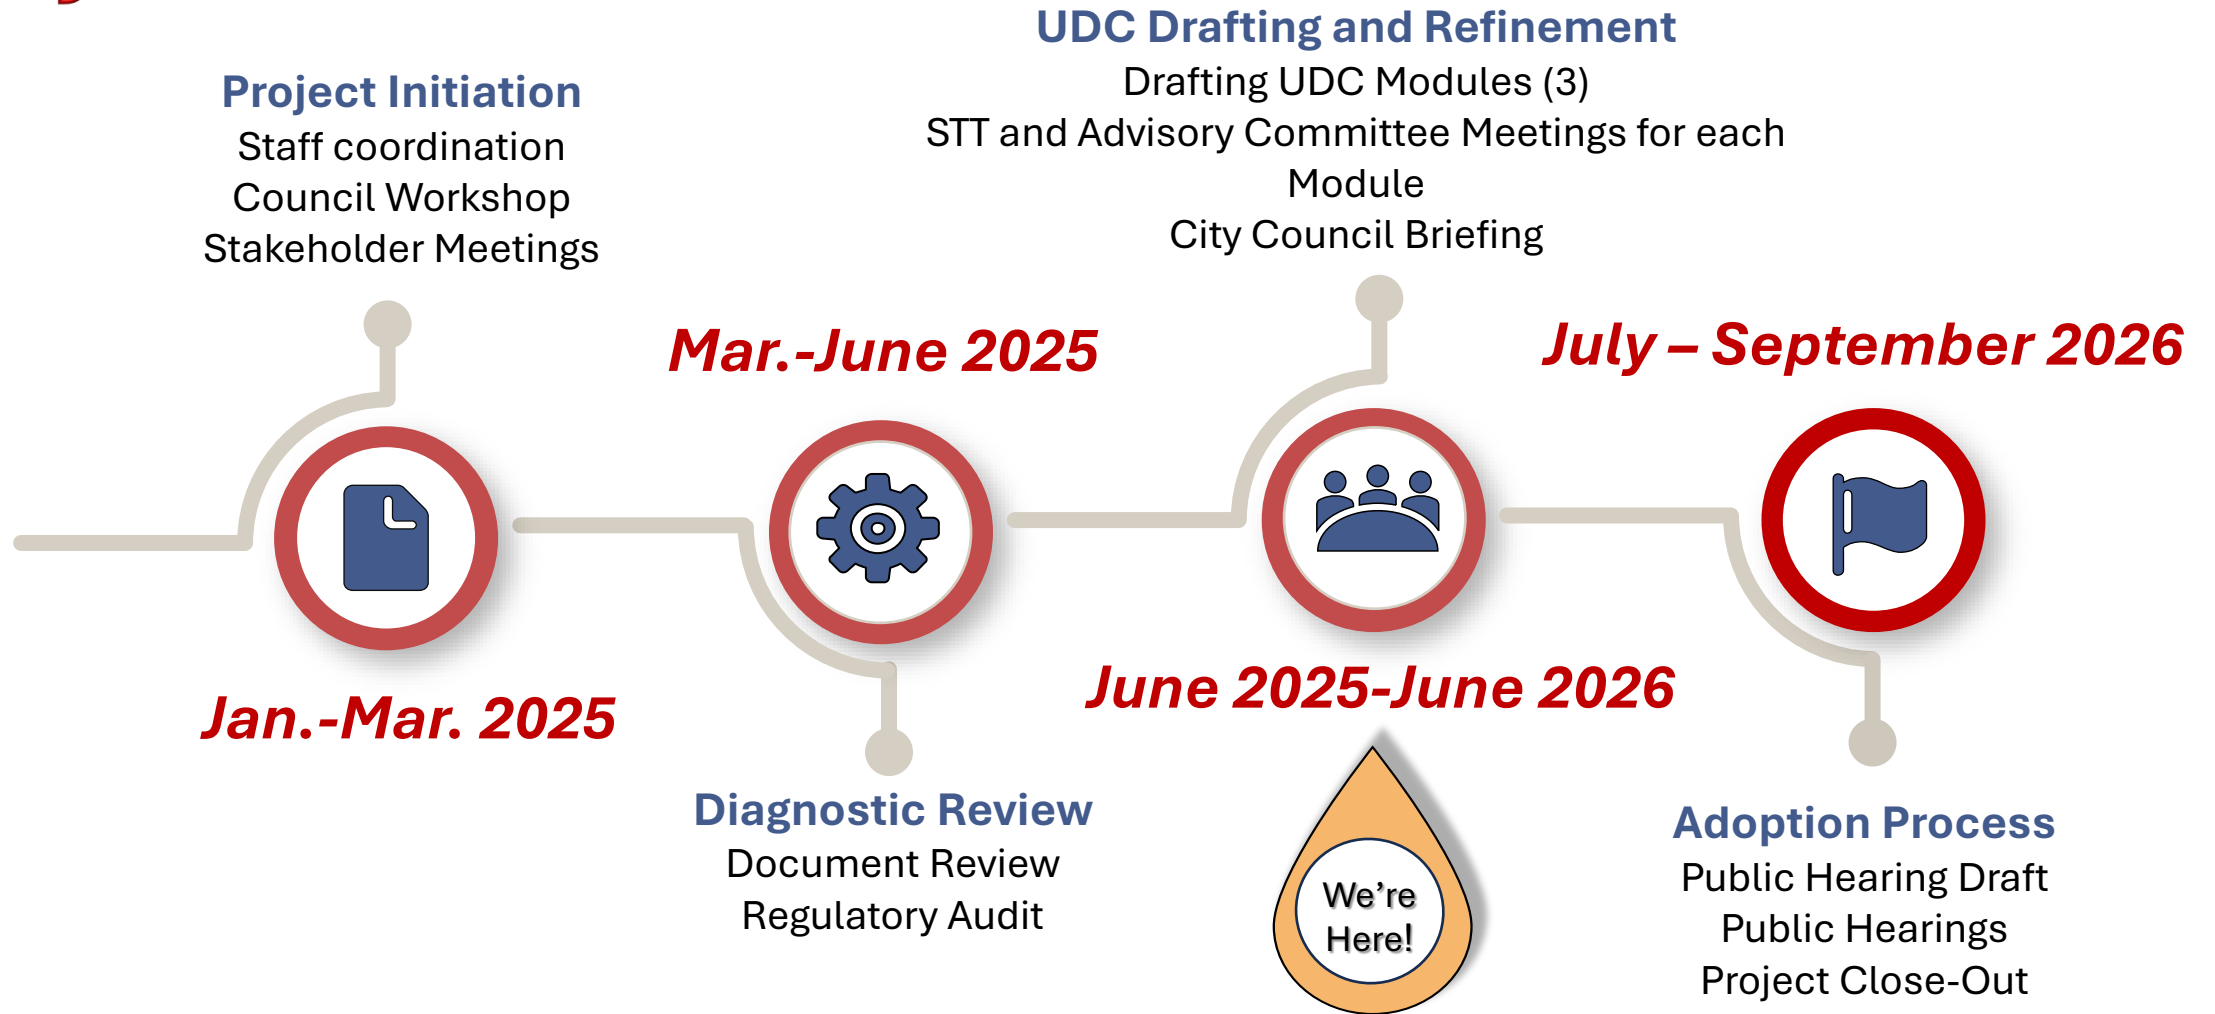 Project Initiation
Staff coordination
Council Workshop
Stakeholder Meetings
Jan.-Mar. 2025
Mar.-June 2025
Diagnostic Review
Document Review
Regulatory Audit
UDC Drafting and Refinement
Drafting UDC Modules (3)
STT and Advisory Committee Meetings for each
Module
City Council Briefing
June 2025-June 2026
We’re
Here!
July – September 2026
Adoption Process
Public Hearing Draft
Public Hearings
Project Close-Out